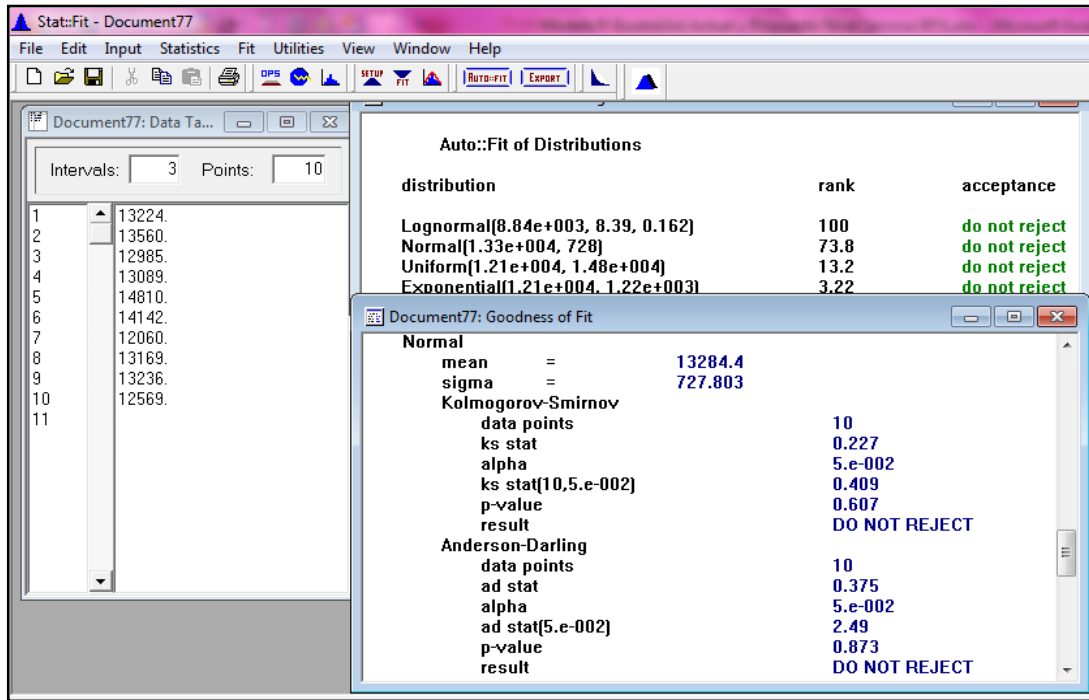 Stat::Fit - Document77
File Edit Input Statistics Fit Utilities View Window Help
OPS SETUP FIT AUTO::FIT EXPORT
Document77: Data Ta...
Intervals: 3 Points: 10
1 13224.
2 13560.
3 12985.
4 13089.
5 14810.
6 14142.
7 12060.
8 13169.
9 13236.
10 12569.
11
Auto::Fit of Distributions
distribution rank acceptance
Lognormal(8.84e+003, 8.39, 0.162) 100 do not reject
Normal(1.33e+004, 728) 73.8 do not reject
Uniform(1.21e+004, 1.48e+004) 13.2 do not reject
Exponential(1.21e+004, 1.22e+003) 3.22 do not reject
Document77: Goodness of Fit
Normal
mean = 13284.4
sigma = 727.803
Kolmogorov-Smirnov
data points 10
ks stat 0.227
alpha 5.e-002
ks stat(10,5.e-002) 0.409
p-value 0.607
result DO NOT REJECT
Anderson-Darling
data points 10
ad stat 0.375
alpha 5.e-002
ad stat(5.e-002) 2.49
p-value 0.873
result DO NOT REJECT